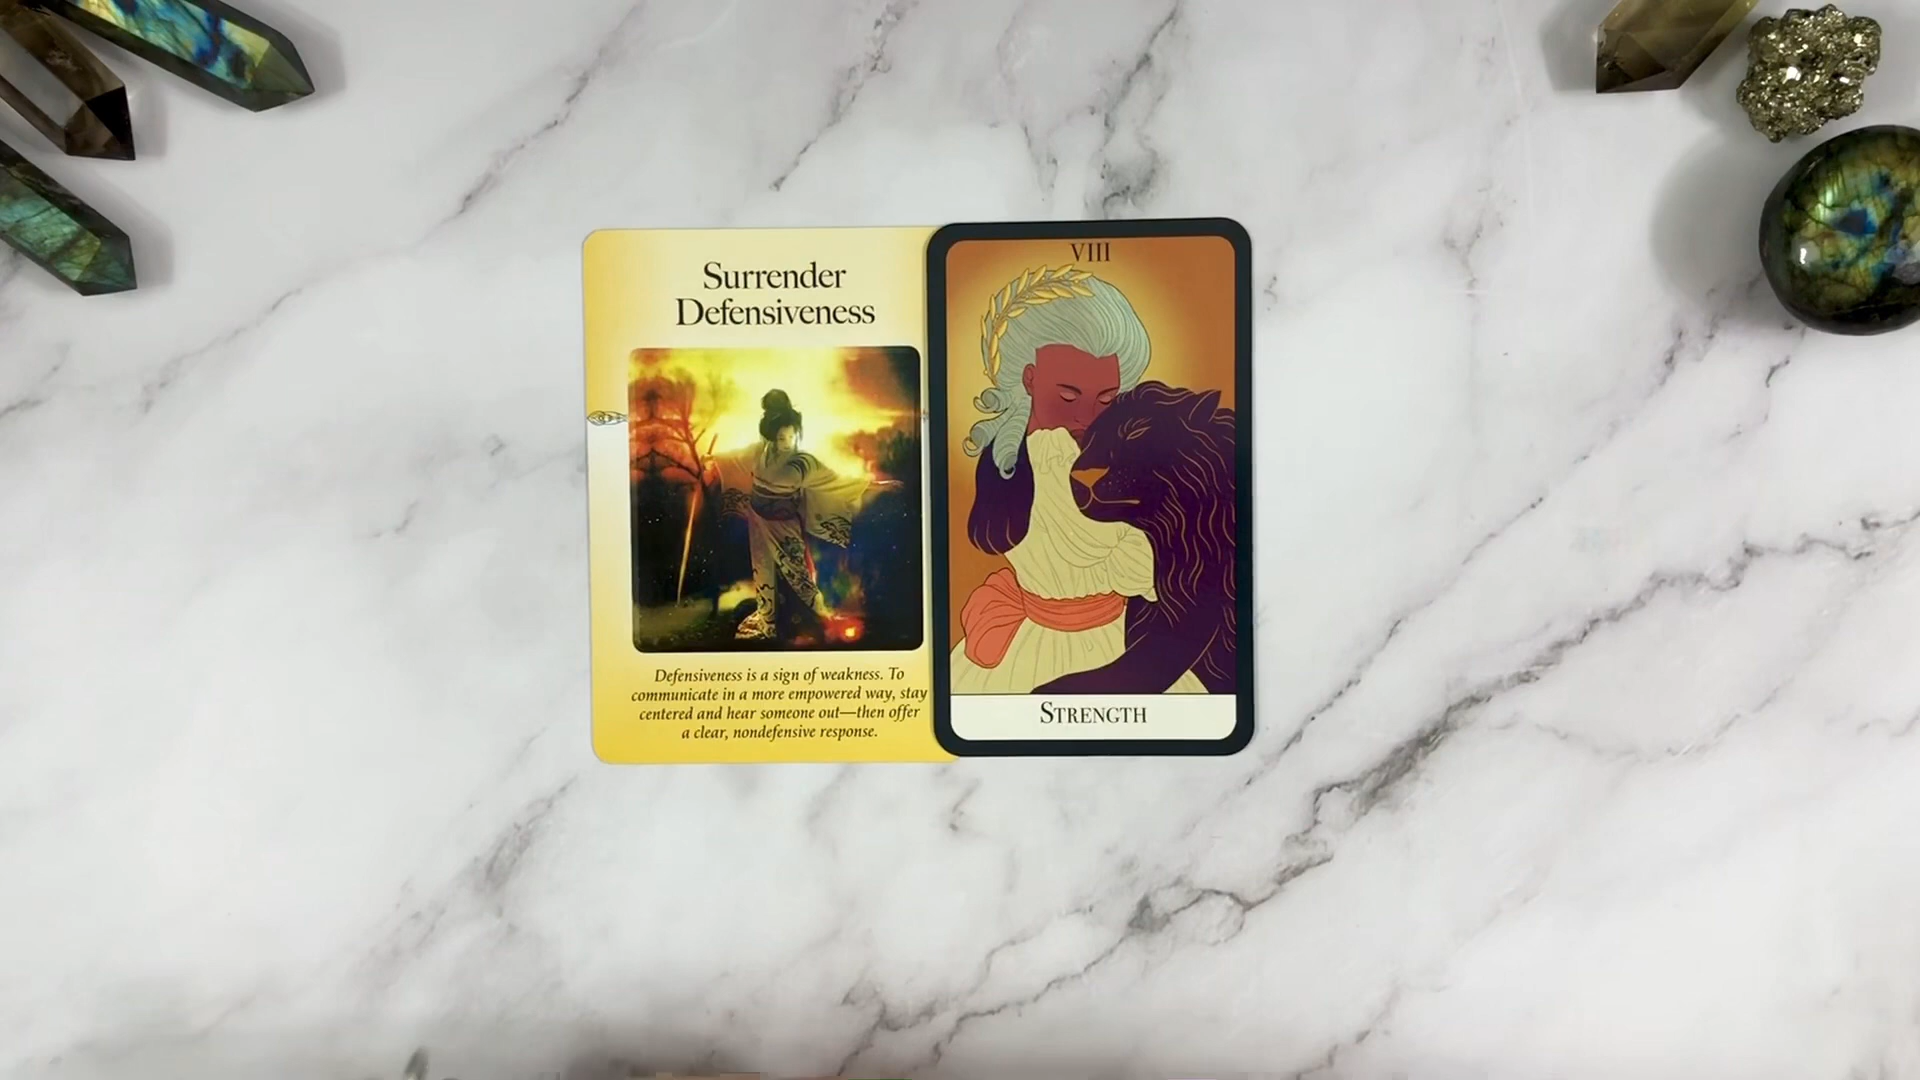 Surrender
Defensiveness
Defensiveness is a sign of weakness. To
communicate in a more empowered way, stay
centered and hear someone out—then offer
a clear, nondefensive response.
VIII
STRENGTH